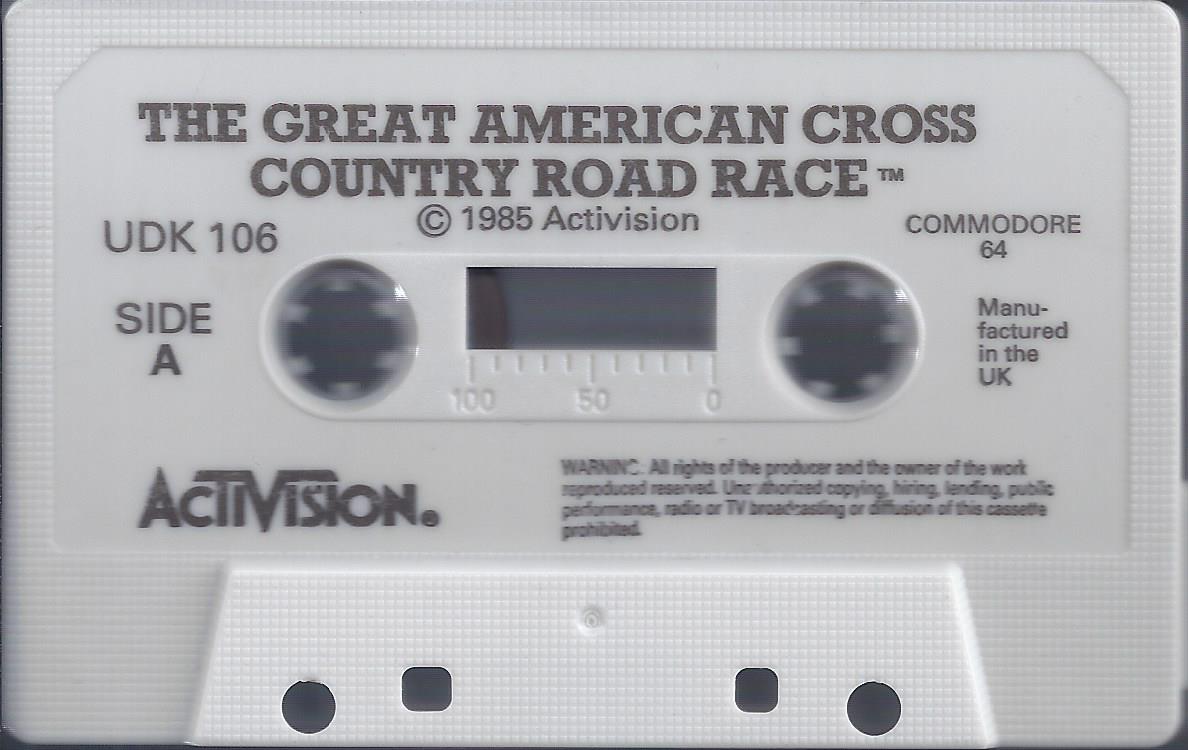 THE GREAT AMERICAN CROSS
COUNTRY ROAD RACE™
© 1985 Activision
UDK 106
COMMODORE
64
SIDE
A
Manu-
factured
in the
UK
100 50 0
ACTIVISION®
WARNING: All rights of the producer and the owner of the work
reproduced reserved. Unauthorized copying, hiring, lending, public
performance, radio or TV broadcasting or diffusion of this cassette
prohibited.